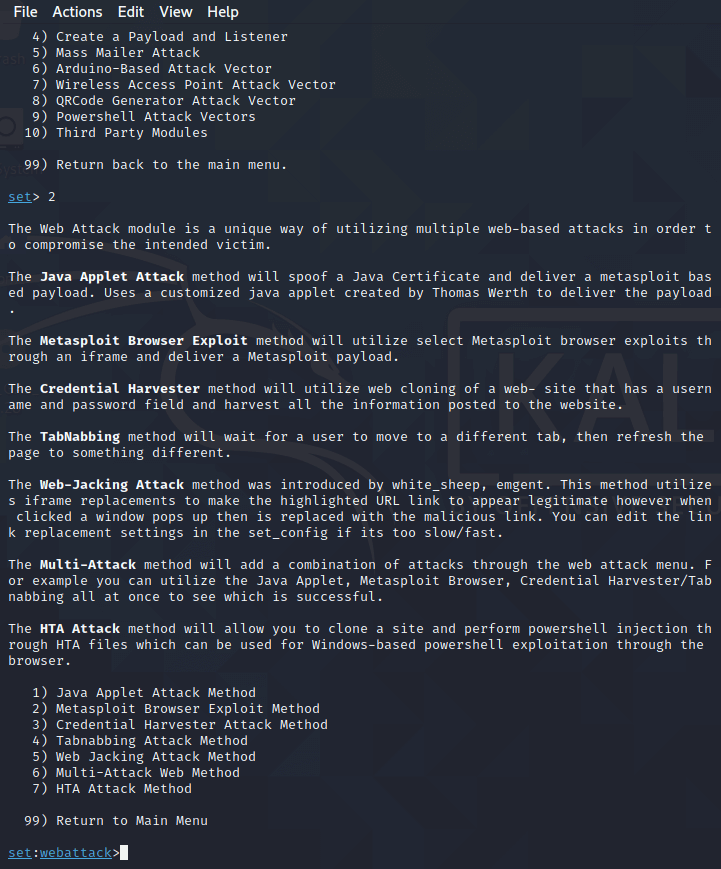 File Actions Edit View Help
4) Create a Payload and Listener
5) Mass Mailer Attack
6) Arduino-Based Attack Vector
7) Wireless Access Point Attack Vector
8) QRCode Generator Attack Vector
9) Powershell Attack Vectors
10) Third Party Modules
99) Return back to the main menu.
set> 2
The Web Attack module is a unique way of utilizing multiple web-based attacks in order t
o compromise the intended victim.
The Java Applet Attack method will spoof a Java Certificate and deliver a metasploit bas
ed payload. Uses a customized java applet created by Thomas Werth to deliver the payload
.
The Metasploit Browser Exploit method will utilize select Metasploit browser exploits th
rough an iframe and deliver a Metasploit payload.
The Credential Harvester method will utilize web cloning of a web- site that has a usern
ame and password field and harvest all the information posted to the website.
The TabNabbing method will wait for a user to move to a different tab, then refresh the
page to something different.
The Web-Jacking Attack method was introduced by white_sheep, emgent. This method utilize
s iframe replacements to make the highlighted URL link to appear legitimate however when
clicked a window pops up then is replaced with the malicious link. You can edit the lin
k replacement settings in the set_config if its too slow/fast.
The Multi-Attack method will add a combination of attacks through the web attack menu. F
or example you can utilize the Java Applet, Metasploit Browser, Credential Harvester/Tab
nabbing all at once to see which is successful.
The HTA Attack method will allow you to clone a site and perform powershell injection th
rough HTA files which can be used for Windows-based powershell exploitation through the
browser.
1) Java Applet Attack Method
2) Metasploit Browser Exploit Method
3) Credential Harvester Attack Method
4) Tabnabbing Attack Method
5) Web Jacking Attack Method
6) Multi-Attack Web Method
7) HTA Attack Method
99) Return to Main Menu
set:webattack>
KAL